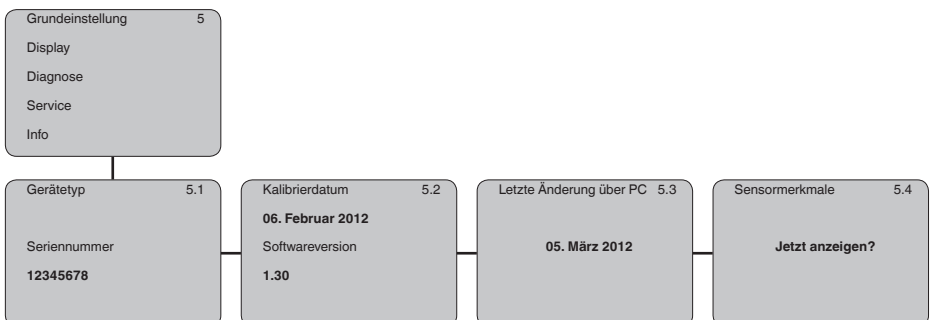 Grundeinstellung 5
Display
Diagnose
Service
Info
Gerätetyp 5.1
Seriennummer
12345678
Kalibrierdatum 5.2
06. Februar 2012
Softwareversion
1.30
Letzte Änderung über PC 5.3
05. März 2012
Sensormerkmale 5.4
Jetzt anzeigen?